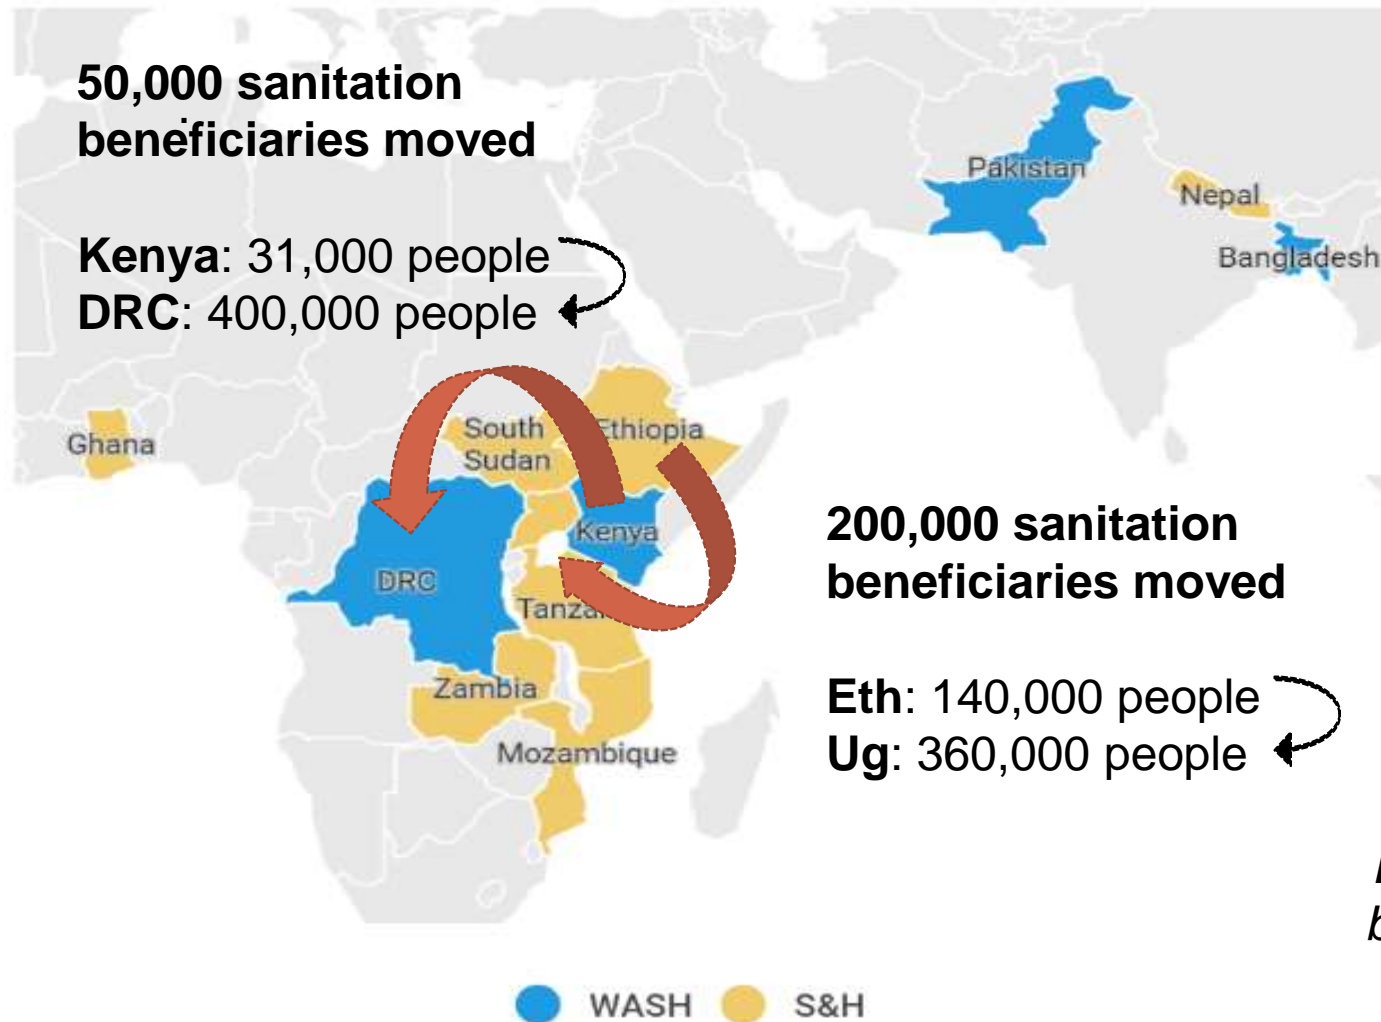 50,000 sanitation
beneficiaries moved
Kenya: 31,000 people
DRC: 400,000 people
Pakistan
Nepal
Bangladesh
Ghana
South
Sudan
Ethiopia
Kenya
DRC
Zambia
Mozambique
200,000 sanitation
beneficiaries moved
Eth: 140,000 people
Ug: 360,000 people
WASH
S&H